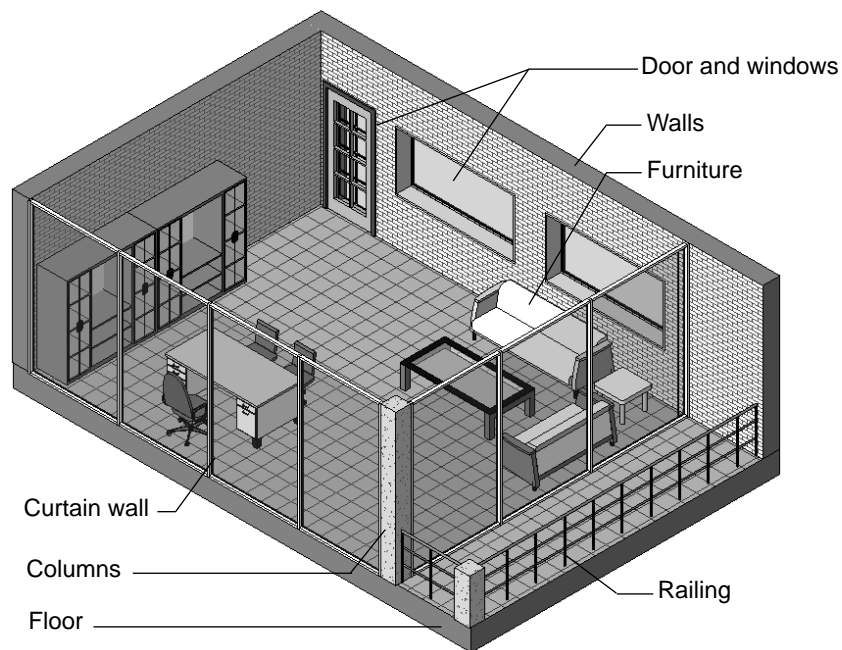 Door and windows
Walls
Furniture
Curtain wall
Columns
Railing
Floor